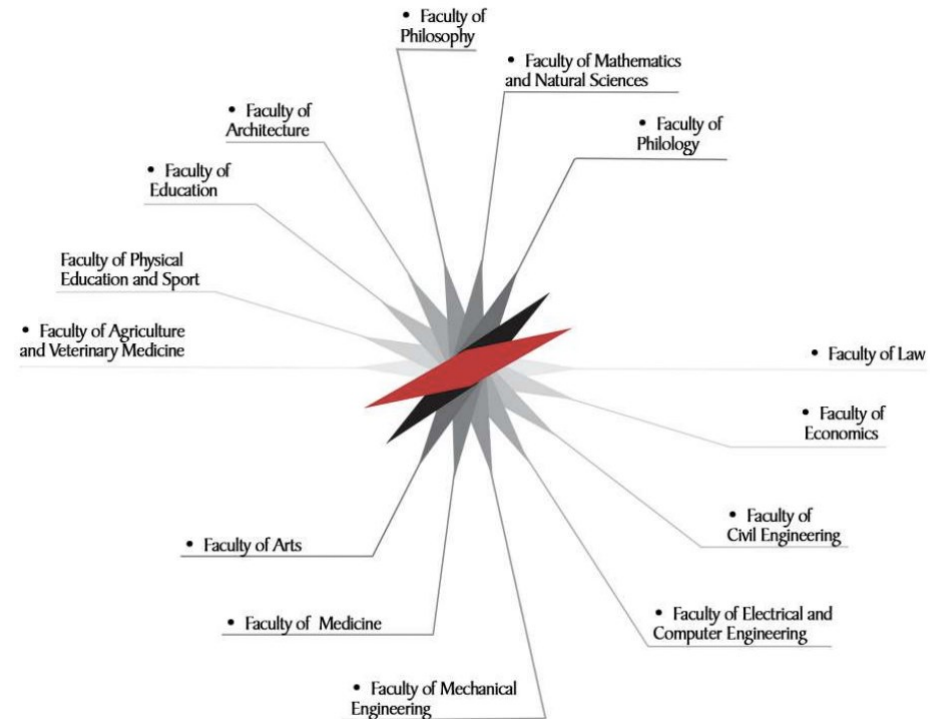 • Faculty of
Philosophy
• Faculty of Mathematics
and Natural Sciences
• Faculty of
Architecture
• Faculty of
Philology
• Faculty of
Education
Faculty of Physical
Education and Sport
• Faculty of Agriculture
and Veterinary Medicine
• Faculty of Law
• Faculty of
Economics
• Faculty of
Civil Engineering
• Faculty of Arts
• Faculty of Medicine
• Faculty of Electrical and
Computer Engineering
• Faculty of Mechanical
Engineering